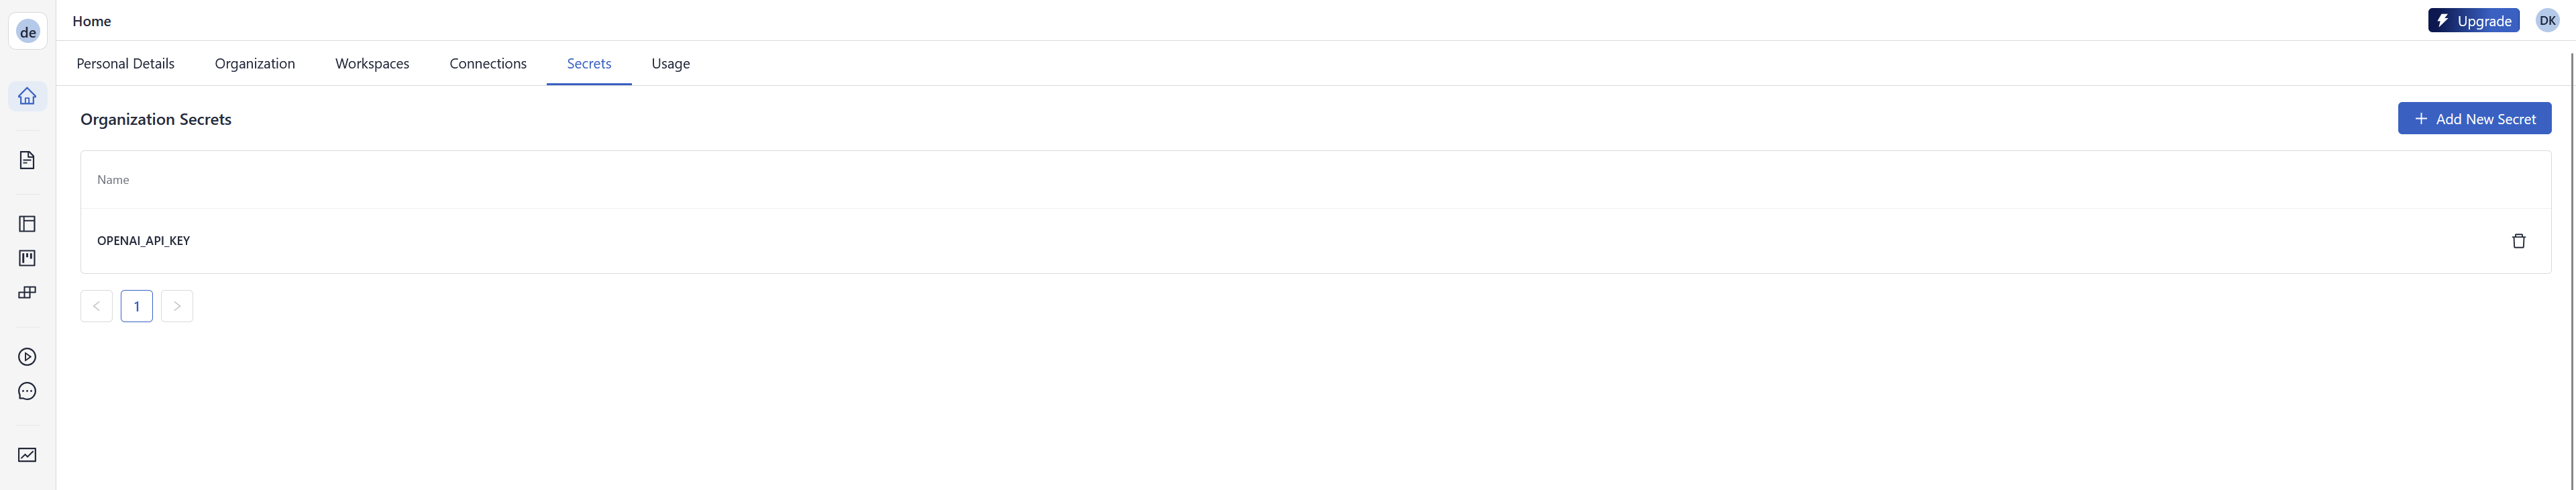 de
Home
Upgrade
DK
Personal Details Organization Workspaces Connections Secrets Usage
Organization Secrets
Add New Secret
Name
OPENAI_API_KEY
1